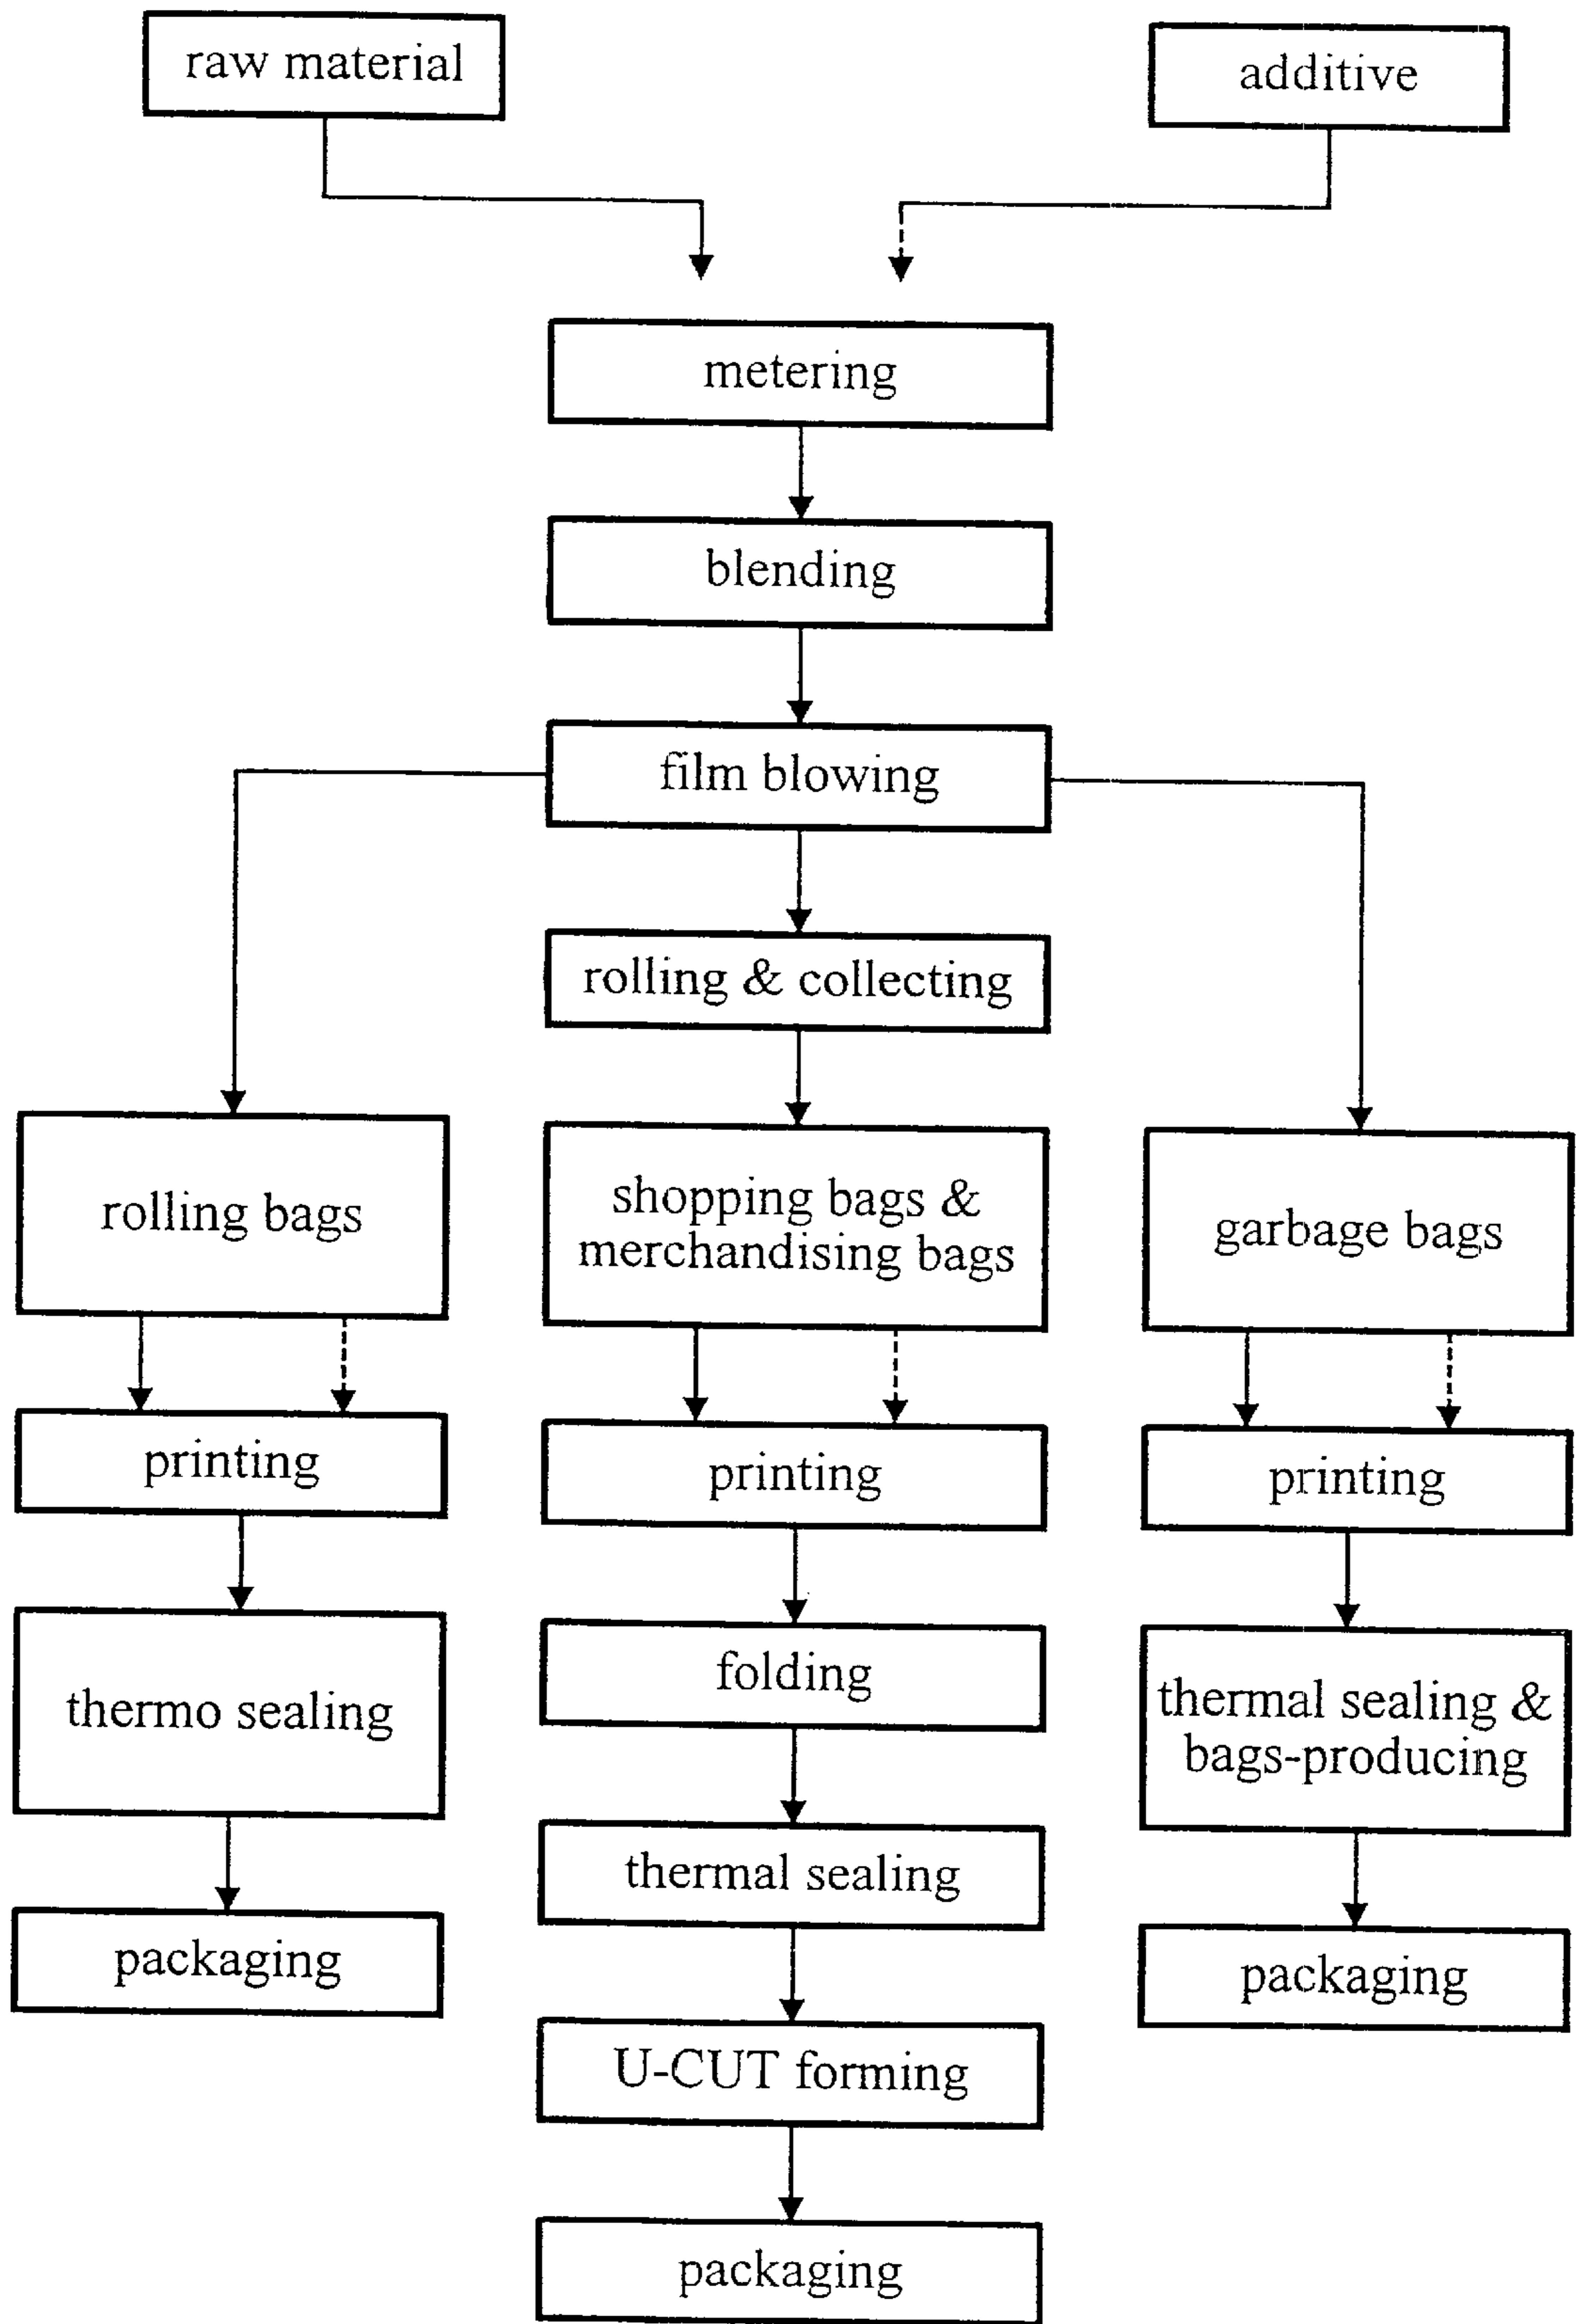 raw material
additive
metering
blending
film blowing
rolling & collecting
rolling bags
shopping bags &
merchandising bags
garbage bags
printing
printing
printing
thermo sealing
folding
thermal sealing &
bags-producing
thermal sealing
packaging
packaging
U-CUT forming
packaging